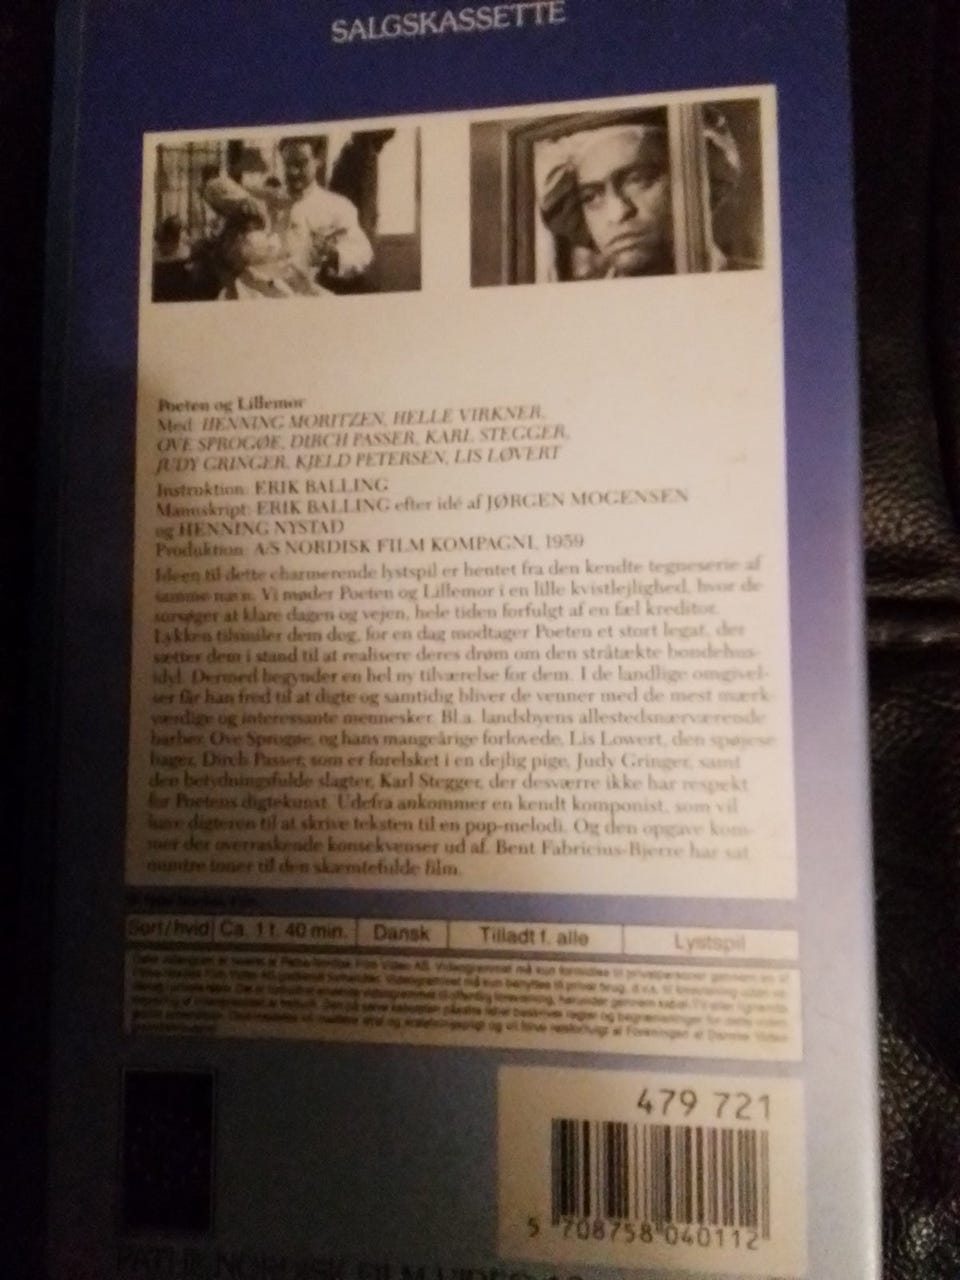 SALGSKASSETTE
Poeten og Lillemor
Med: HENNING MORITZEN, HELLE VIRKNER,
OVE SPROGØE, DIRCH PASSER, KARL STEGGER,
JUDY GRINGER, KJELD PETERSEN, LIS LØVERT
Instruktion: ERIK BALLING
Manuskript: ERIK BALLING efter idé af JØRGEN MOGENSEN
og HENNING NYSTAD
Produktion: A/S NORDISK FILM KOMPAGNI, 1959
Ideen til dette charmerende lystspil er hentet fra den kendte tegneserie af
samme navn. Vi møder Poeten og Lillemor i en lille kvistlejlighed, hvor de
forsøger at klare dagen og vejen, hele tiden forfulgt af en fæl kreditor.
Lykken tilsmiler dem dog, for en dag modtager Poeten et stort legat, der
sætter dem i stand til at realisere deres drøm om den stråtækte bondehus-
idyl. Dermed begynder en hel ny tilværelse for dem. I de landlige omgivel-
ser får han fred til at digte og samtidig bliver de venner med de mest mærk-
værdige og interessante mennesker. Bl.a. landsbyens allestedsnærværende
barber, Ove Sprogøe, og hans mangeårige forlovede, Lis Løwert, den spøjse
bager, Dirch Passer, som er forelsket i en dejlig pige, Judy Gringer, samt
den betydningsfulde slagter, Karl Stegger, der desværre ikke har respekt
for Poetens digtekunst. Udefra ankommer en kendt komponist, som vil
have digteren til at skrive teksten til en pop-melodi. Og den opgave kom-
mer der overraskende konsekvenser ud af. Bent Fabricius-Bjerre har sat
muntre toner til den skæmtefulde film.
Sort/hvid Ca. 1 t. 40 min. Dansk Tilladt f. alle Lystspil
479 721
5 708758 040112